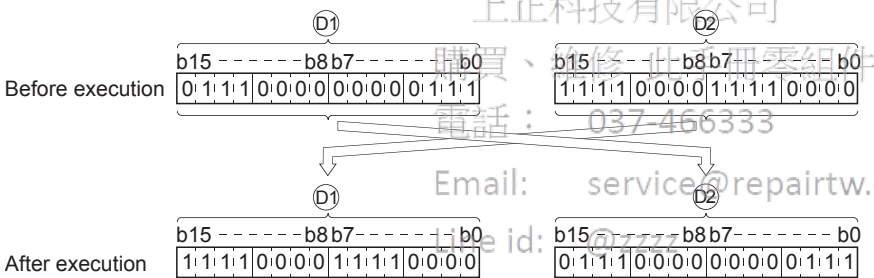 上正科技有限公司
D1 D2
b15 b8 b7 b0 b15 b8 b7 b0
購買、維修 此手冊零組件
Before execution 0 1 1 1 0 0 0 0 0 0 0 0 0 1 1 1 1 1 1 1 0 0 0 0 1 1 1 1 0 0 0 0
電話： 037-466333
Email: service@repairtw.
D1 D2
b15 b8 b7 b0 b15 b8 b7 b0
Line id: @zzzz
After execution 1 1 1 1 0 0 0 0 1 1 1 1 0 0 0 0 0 1 1 1 0 0 0 0 0 0 0 0 0 1 1 1